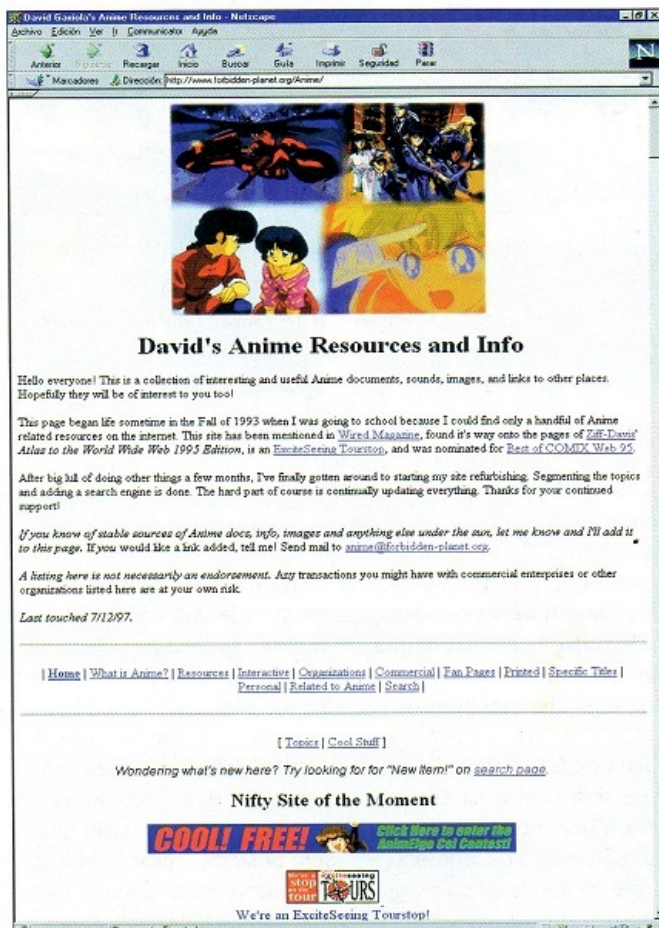 David Gaxiola's Anime Resources and Info - Netscape
Archivo Edición Ver Ir Communicator Ayuda
Anterior Siguiente Recargar Inicio Buscar Guía Imprimir Seguridad Parar
N
Marcadores Dirección: http://www.forbidden-planet.org/Anime/
David's Anime Resources and Info
Hello everyone! This is a collection of interesting and useful Anime documents, sounds, images, and links to other places.
Hopefully they will be of interest to you too!
This page began life sometime in the Fall of 1993 when I was going to school because I could find only a handful of Anime
related resources on the internet. This site has been mentioned in Wired Magazine, found it's way onto the pages of Ziff-Davis'
Atlas to the World Wide Web 1995 Edition, is an ExciteSeeing Tourstop, and was nominated for Best of COMIX Web 95.
After big lull of doing other things a few months, I've finally gotten around to starting my site refurbishing. Segmenting the topics
and adding a search engine is done. The hard part of course is continually updating everything. Thanks for your continued
support!
If you know of stable sources of Anime docs, info, images and anything else under the sun, let me know and I'll add it
to this page. If you would like a link added, tell me! Send mail to anime@forbidden-planet.org.
A listing here is not necessarily an endorsement. Any transactions you might have with commercial enterprises or other
organizations listed here are at your own risk.
Last touched 7/12/97.
| Home | What is Anime? | Resources | Interactive | Organizations | Commercial | Fan Pages | Printed | Specific Titles |
Personal | Related to Anime | Search |
[ Topics | Cool Stuff ]
Wondering what's new here? Try looking for for "New Item!" on search page.
Nifty Site of the Moment
COOL! FREE! Click Here to enter the
AnimEigo Cel Contest!
We're a stop on the tour
exciteseeing TOURS
We're an ExciteSeeing Tourstop!